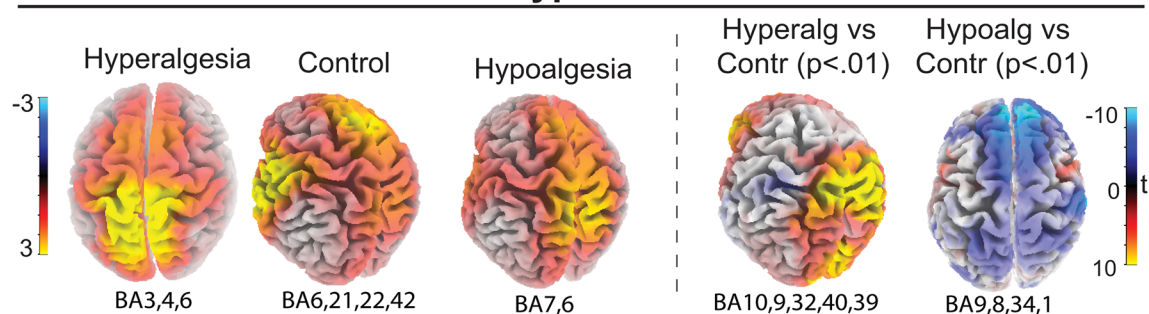 Hyperalgesia
Control
Hypoalgesia
Hyperalg vs
Contr (p<.01)
Hypoalg vs
Contr (p<.01)
-3
3
-10
0
t
10
BA3,4,6
BA6,21,22,42
BA7,6
BA10,9,32,40,39
BA9,8,34,1